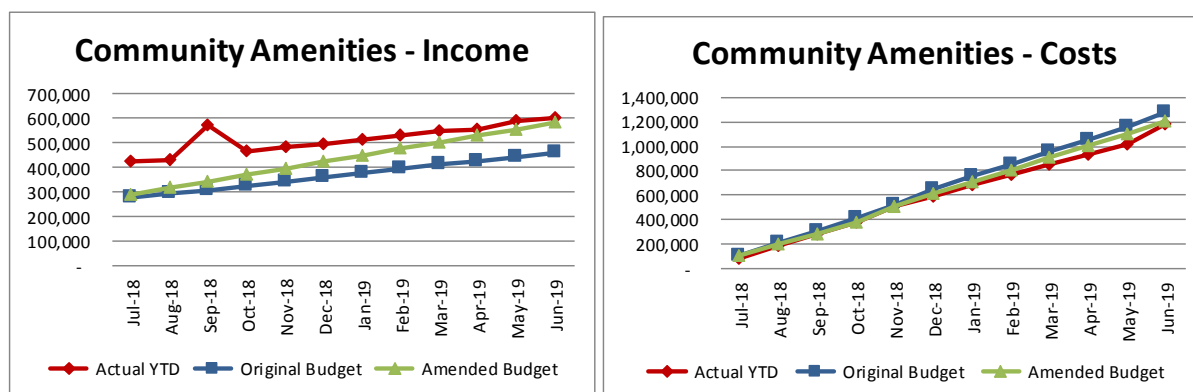 Community Amenities - Income
700,000
600,000
500,000
400,000
300,000
200,000
100,000
-
Jul-18
Aug-18
Sep-18
Oct-18
Nov-18
Dec-18
Jan-19
Feb-19
Mar-19
Apr-19
May-19
Jun-19
Actual YTD Original Budget Amended Budget
Community Amenities - Costs
1,400,000
1,200,000
1,000,000
800,000
600,000
400,000
200,000
-
Jul-18
Aug-18
Sep-18
Oct-18
Nov-18
Dec-18
Jan-19
Feb-19
Mar-19
Apr-19
May-19
Jun-19
Actual YTD Original Budget Amended Budget